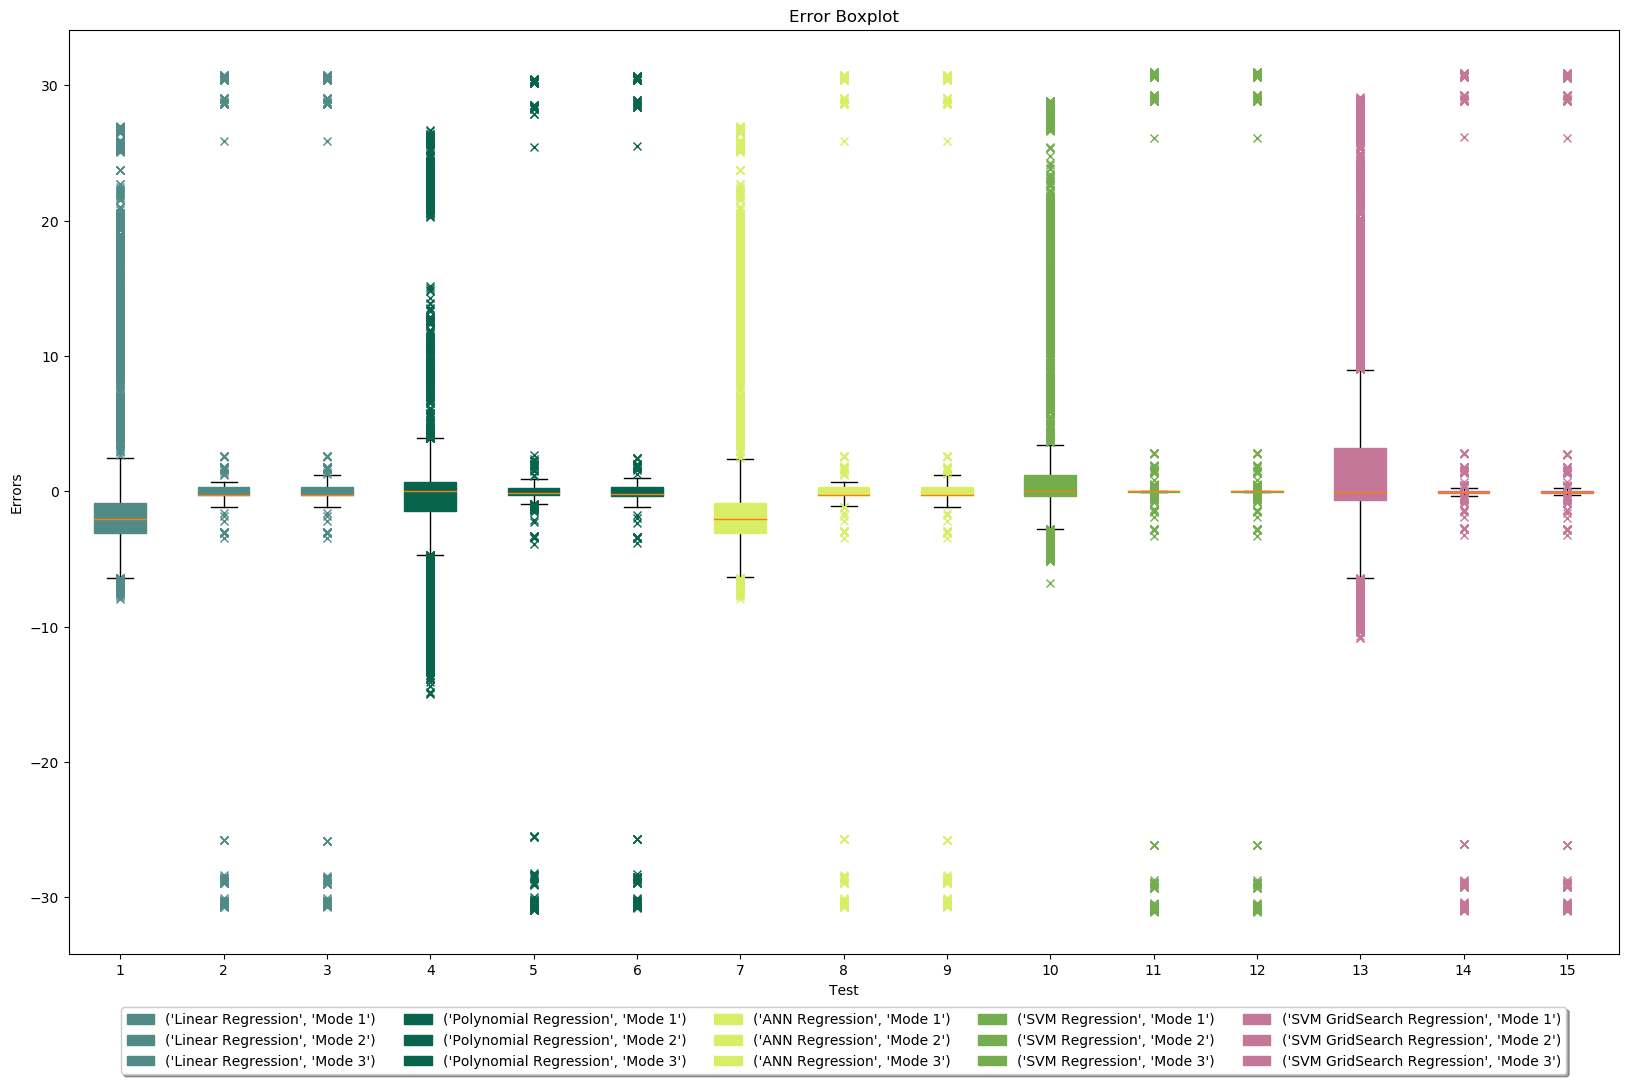 Error Boxplot
30
20
10
0
−10
−20
−30
Errors
1 2 3 4 5 6 7 8 9 10 11 12 13 14 15
Test
('Linear Regression', 'Mode 1') ('Polynomial Regression', 'Mode 1') ('ANN Regression', 'Mode 1') ('SVM Regression', 'Mode 1') ('SVM GridSearch Regression', 'Mode 1')
('Linear Regression', 'Mode 2') ('Polynomial Regression', 'Mode 2') ('ANN Regression', 'Mode 2') ('SVM Regression', 'Mode 2') ('SVM GridSearch Regression', 'Mode 2')
('Linear Regression', 'Mode 3') ('Polynomial Regression', 'Mode 3') ('ANN Regression', 'Mode 3') ('SVM Regression', 'Mode 3') ('SVM GridSearch Regression', 'Mode 3')